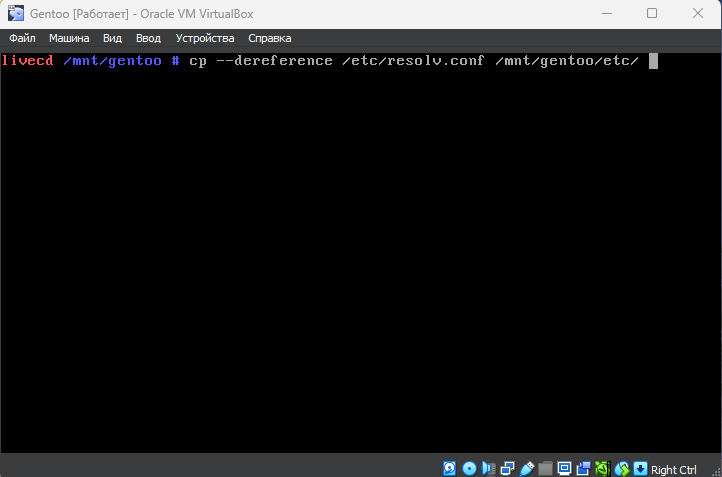 Gentoo [Работает] - Oracle VM VirtualBox
Файл Машина Вид Ввод Устройства Справка
livecd /mnt/gentoo # cp --dereference /etc/resolv.conf /mnt/gentoo/etc/
Right Ctrl